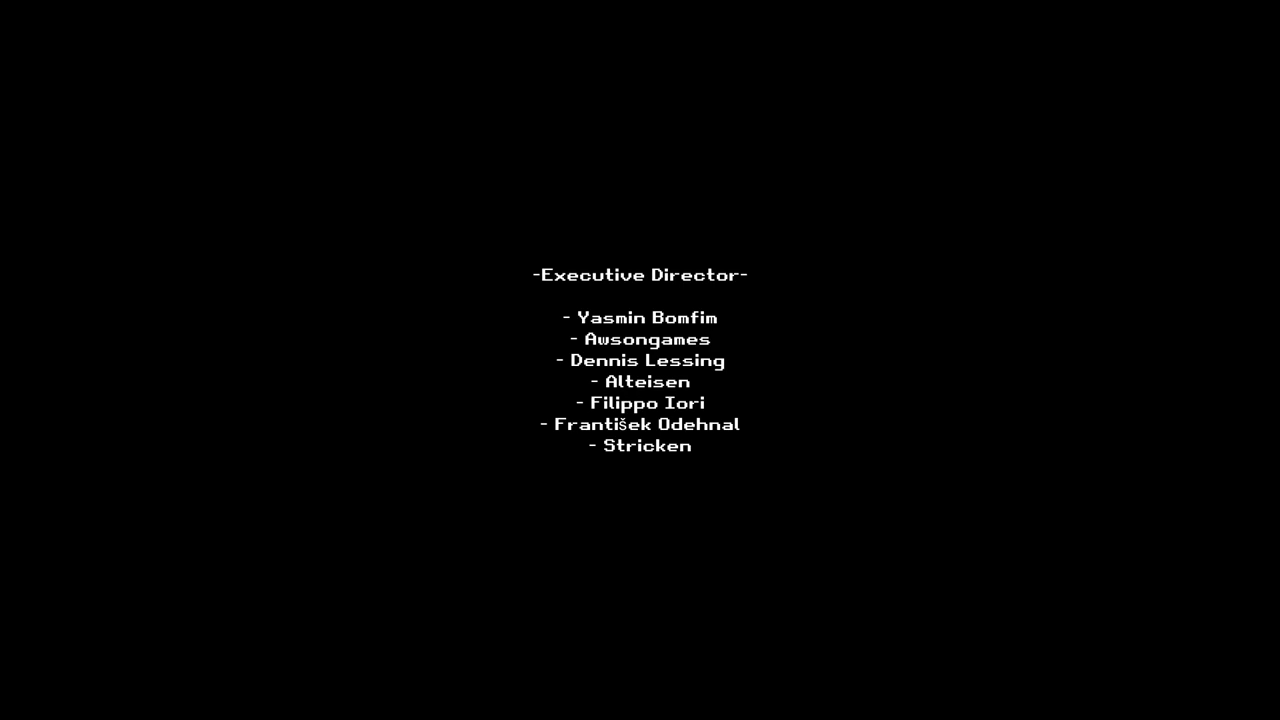 -Executive Director-
- Yasmin Bomfim
- Awsongames
- Dennis Lessing
- Alteisen
- Filippo Iori
- František Odehnal
- Stricken